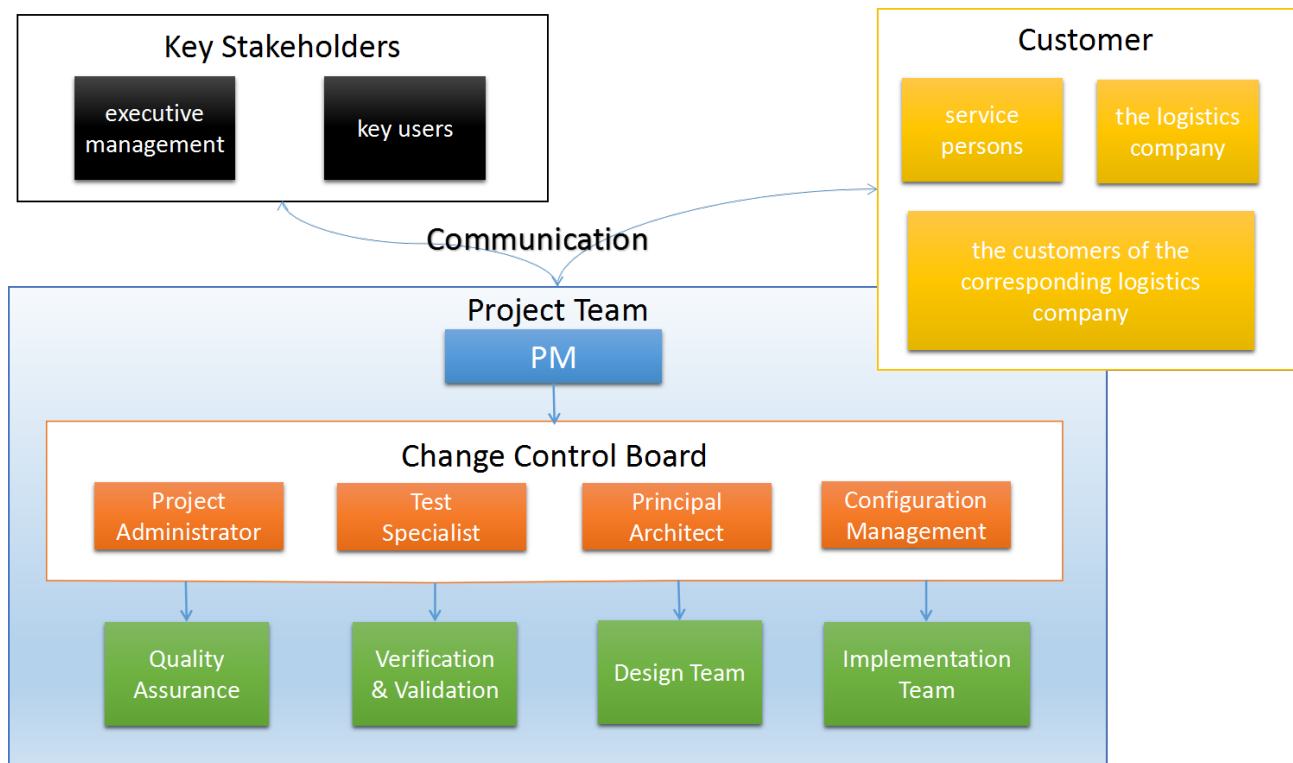 Key Stakeholders
executive
management
key users
Customer
service
persons
the logistics
company
the customers of the
corresponding logistics
company
Communication
Project Team
PM
Change Control Board
Project
Administrator
Test
Specialist
Principal
Architect
Configuration
Management
Quality
Assurance
Verification
& Validation
Design Team
Implementation
Team